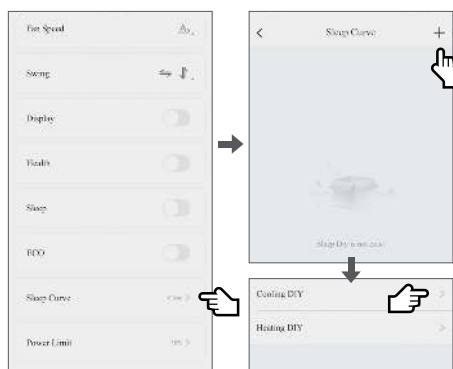 Fan Speed
Swing
Display
Health
Sleep
ECO
Sleep Curve
Power Limit
Sleep Curve
Cooling DIY
Heating DIY